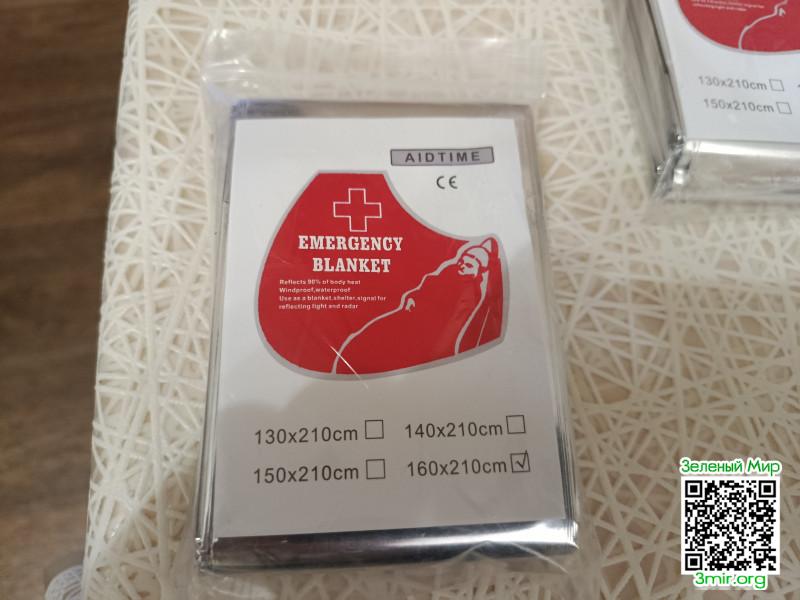 AIDTIME
CE
EMERGENCY
BLANKET
Reflects 90% of body heat
Windproof,waterproof
Use as a blanket,shelter,signal for
reflecting light and radar
130x210cm
140x210cm
150x210cm
160x210cm
130x210cm
150x210cm
Зеленый Мир
3mir.org